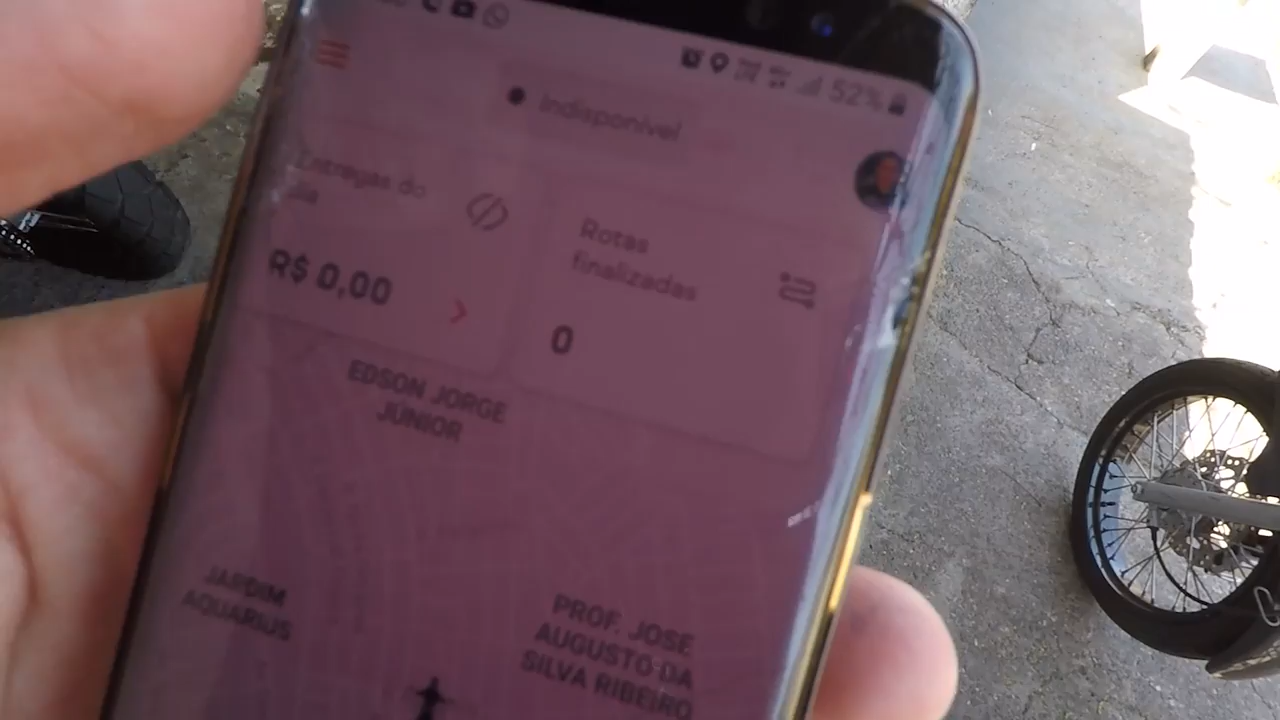 52%
Indisponível
Entregas do
dia
R$ 0,00
Rotas
finalizadas
0
EDSON JORGE
JÚNIOR
JARDIM
AQUARIUS
PROF. JOSE
AUGUSTO DA
SILVA RIBEIRO